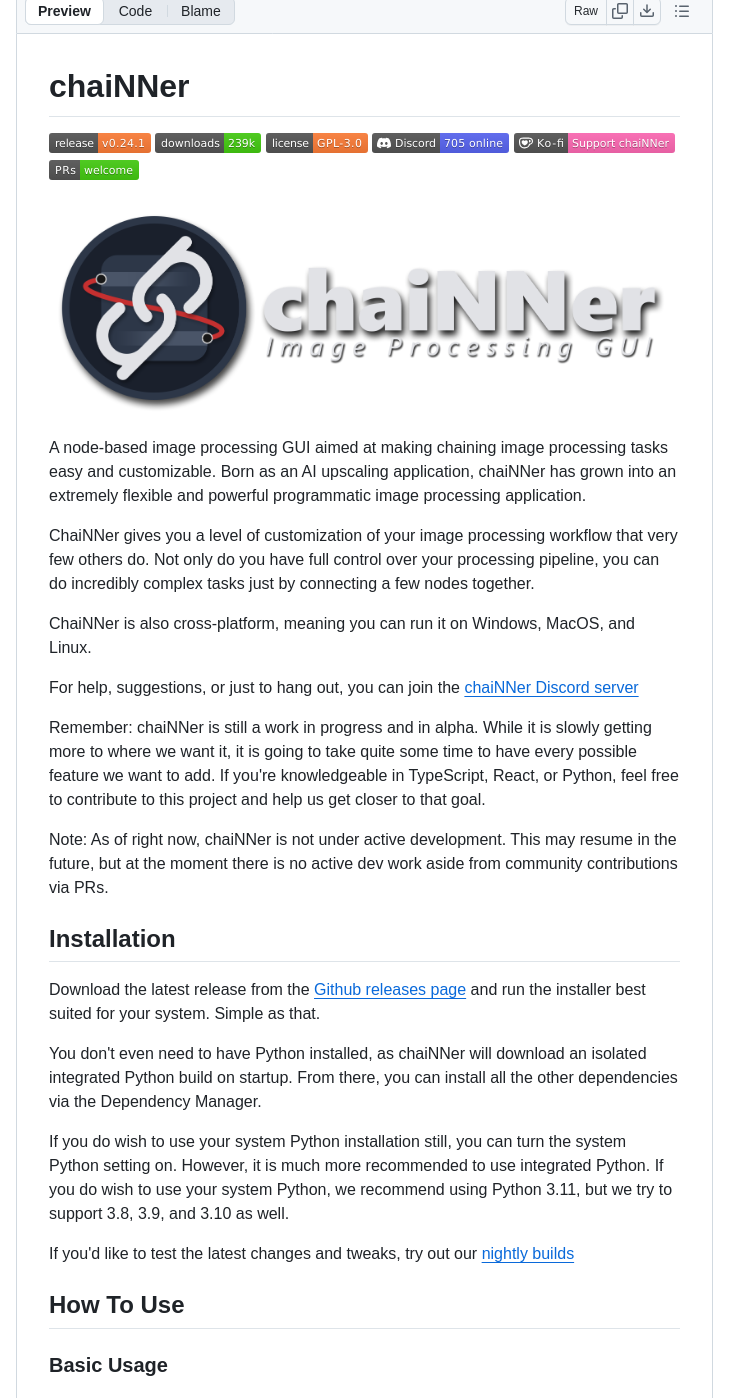 Preview Code Blame Raw
chaiNNer
release v0.24.1 downloads 239k license GPL-3.0 Discord 705 online Ko-fi Support chaiNNer
PRs welcome
chaiNNer
Image Processing GUI
A node-based image processing GUI aimed at making chaining image processing tasks
easy and customizable. Born as an AI upscaling application, chaiNNer has grown into an
extremely flexible and powerful programmatic image processing application.
ChaiNNer gives you a level of customization of your image processing workflow that very
few others do. Not only do you have full control over your processing pipeline, you can
do incredibly complex tasks just by connecting a few nodes together.
ChaiNNer is also cross-platform, meaning you can run it on Windows, MacOS, and
Linux.
For help, suggestions, or just to hang out, you can join the chaiNNer Discord server
Remember: chaiNNer is still a work in progress and in alpha. While it is slowly getting
more to where we want it, it is going to take quite some time to have every possible
feature we want to add. If you're knowledgeable in TypeScript, React, or Python, feel free
to contribute to this project and help us get closer to that goal.
Note: As of right now, chaiNNer is not under active development. This may resume in the
future, but at the moment there is no active dev work aside from community contributions
via PRs.
Installation
Download the latest release from the Github releases page and run the installer best
suited for your system. Simple as that.
You don't even need to have Python installed, as chaiNNer will download an isolated
integrated Python build on startup. From there, you can install all the other dependencies
via the Dependency Manager.
If you do wish to use your system Python installation still, you can turn the system
Python setting on. However, it is much more recommended to use integrated Python. If
you do wish to use your system Python, we recommend using Python 3.11, but we try to
support 3.8, 3.9, and 3.10 as well.
If you'd like to test the latest changes and tweaks, try out our nightly builds
How To Use
Basic Usage